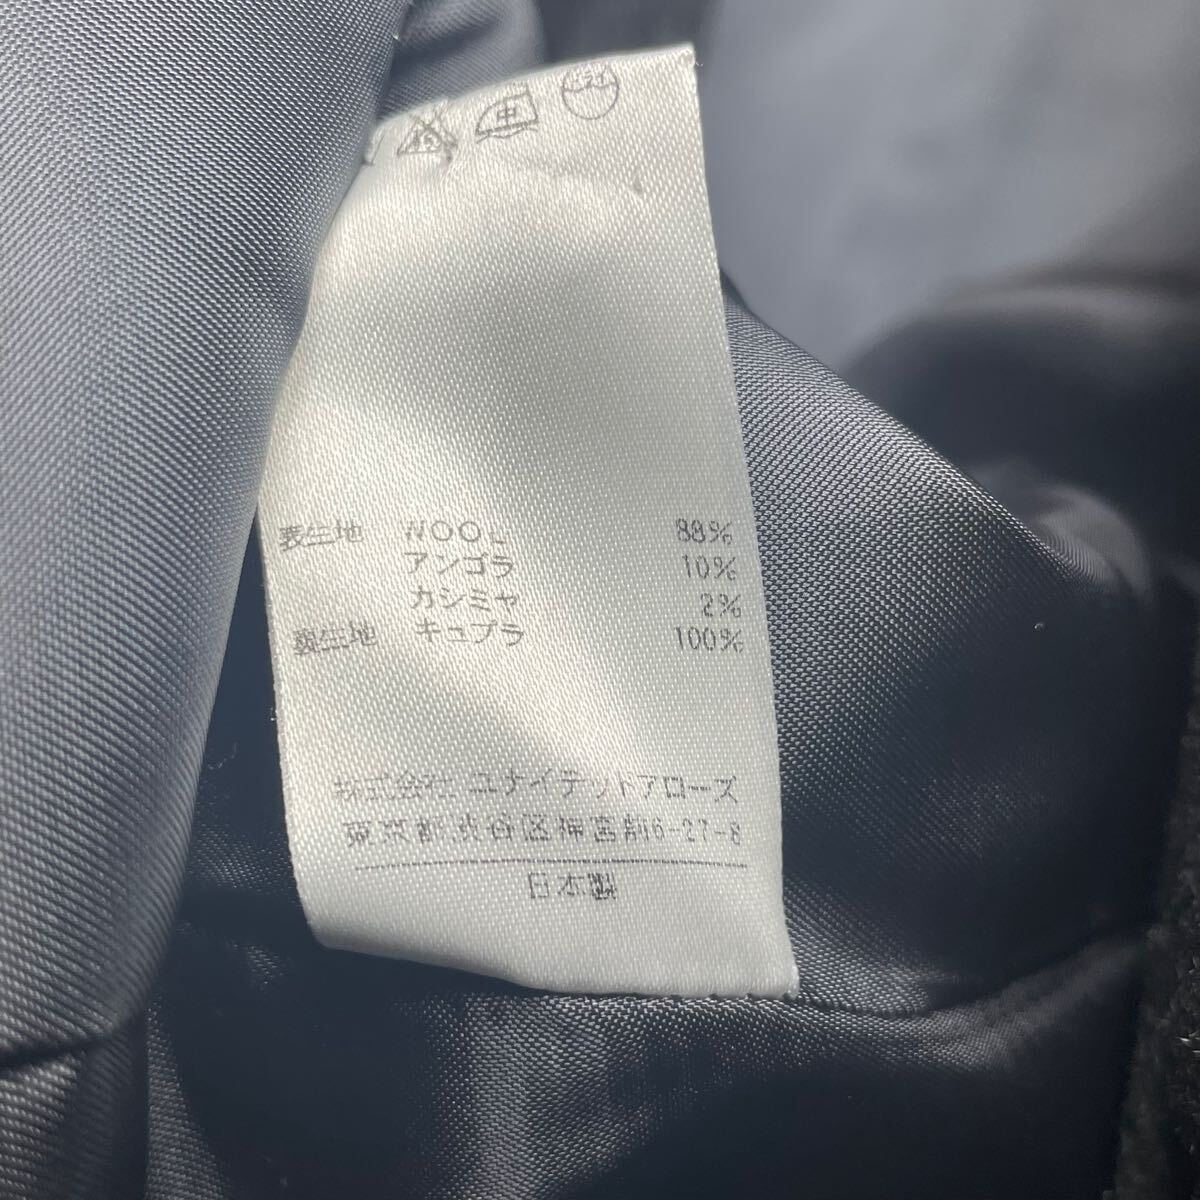 表生地 WOOL 88%
アンゴラ 10%
カシミヤ 2%
裏生地 キュプラ 100%
株式会社 ユナイテッドアローズ
東京都渋谷区神宮前6-27-8
日本製